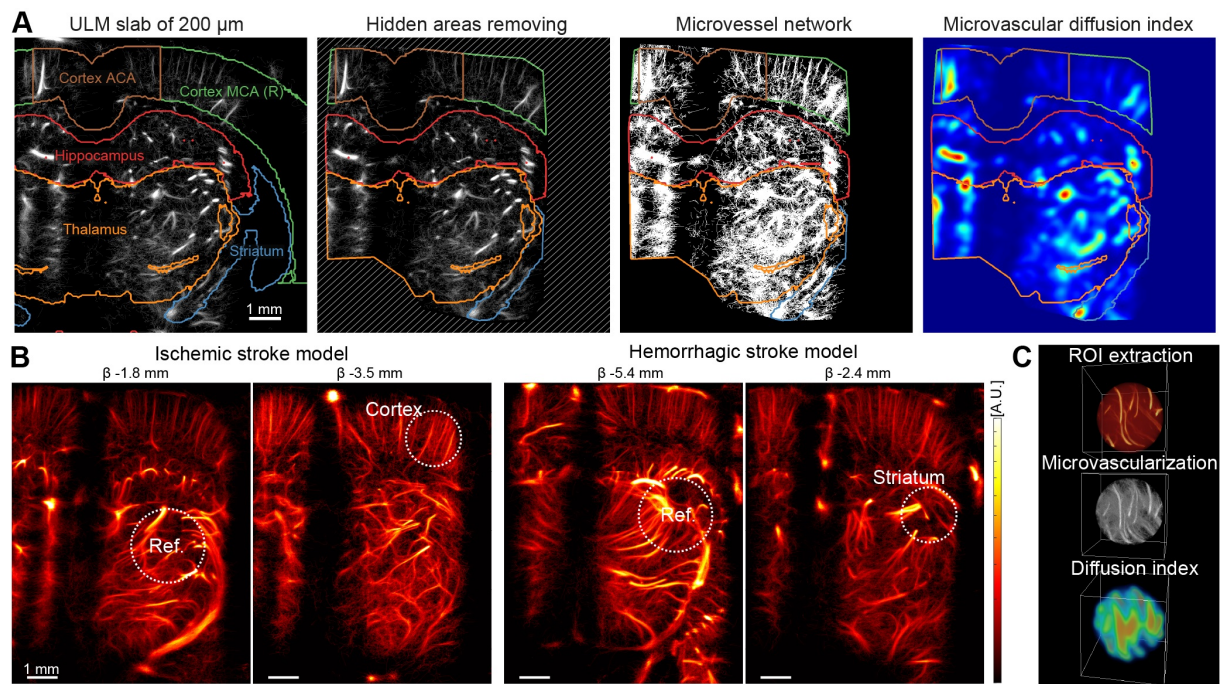 A
ULM slab of 200 µm
Hidden areas removing
Microvessel network
Microvascular diffusion index
Cortex ACA
Cortex MCA (R)
Hippocampus
Thalamus
Striatum
1 mm
B
Ischemic stroke model
Hemorrhagic stroke model
β -1.8 mm
β -3.5 mm
β -5.4 mm
β -2.4 mm
[A.U.]
Cortex
Striatum
Ref.
Ref.
1 mm
C
ROI extraction
Microvascularization
Diffusion index